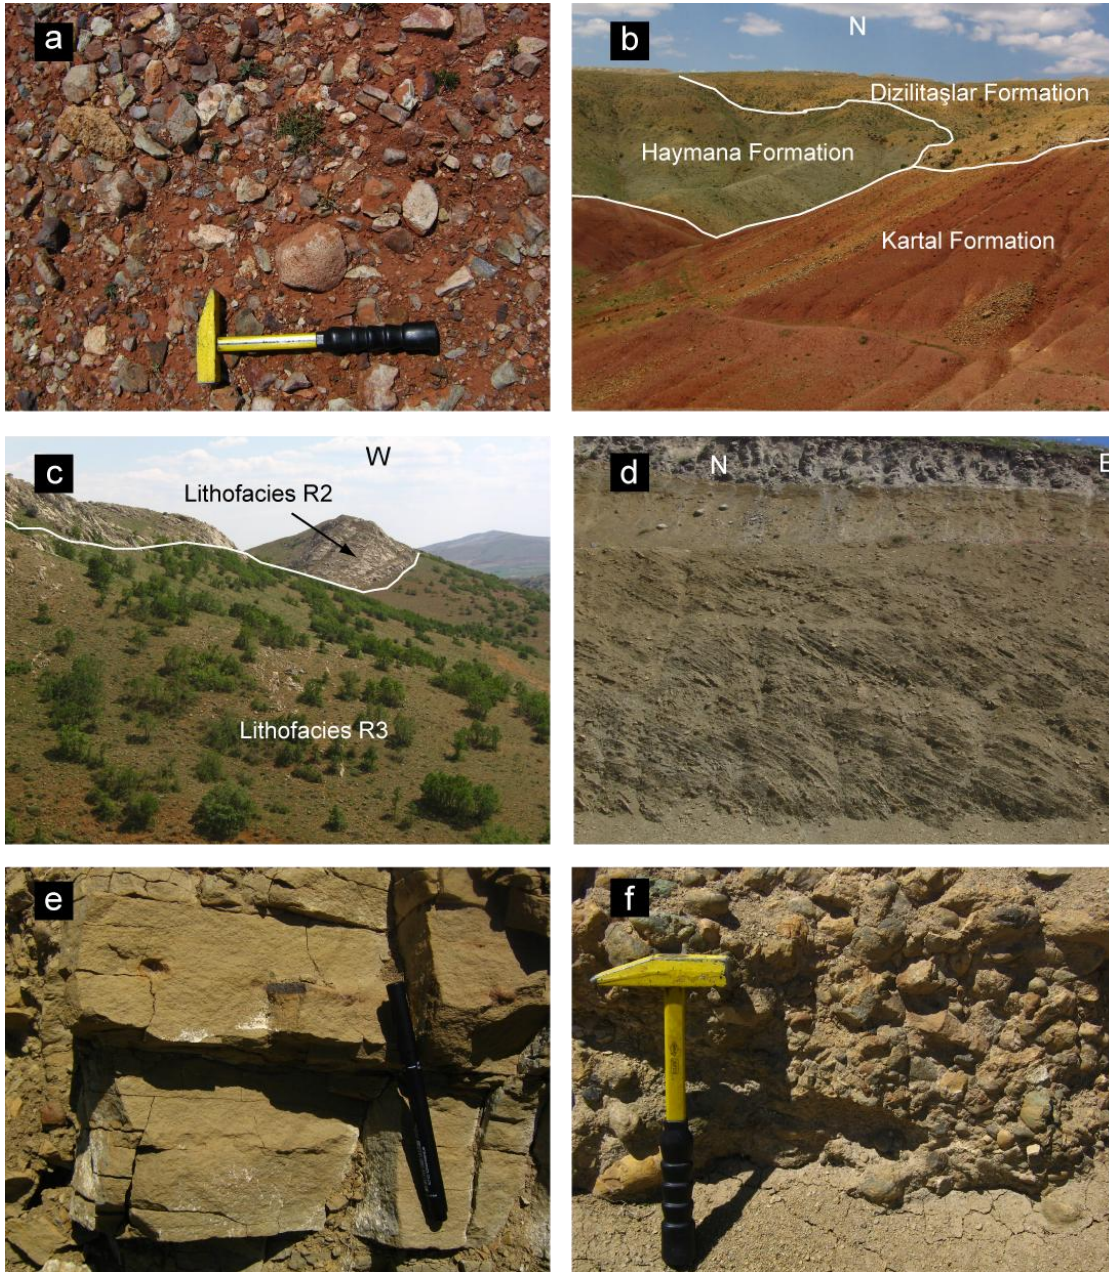 a
b
N
Dizilitaşlar Formation
Haymana Formation
Kartal Formation
c
W
Lithofacies R2
Lithofacies R3
d
N
E
e
f